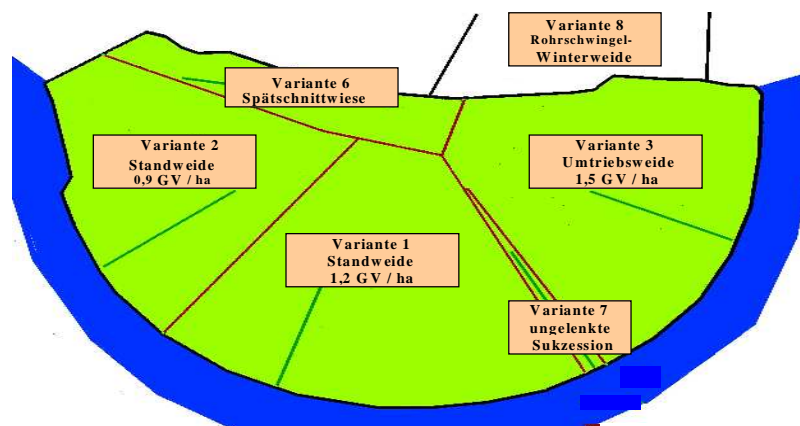 Variante 8
Rohrschwingel-
Winterweide
Variante 6
Spätschnittwiese
Variante 2
Standweide
0,9 GV / ha
Variante 3
Umtriebsweide
1,5 GV / ha
Variante 1
Standweide
1,2 GV / ha
Variante 7
ungelenkte
Sukzession